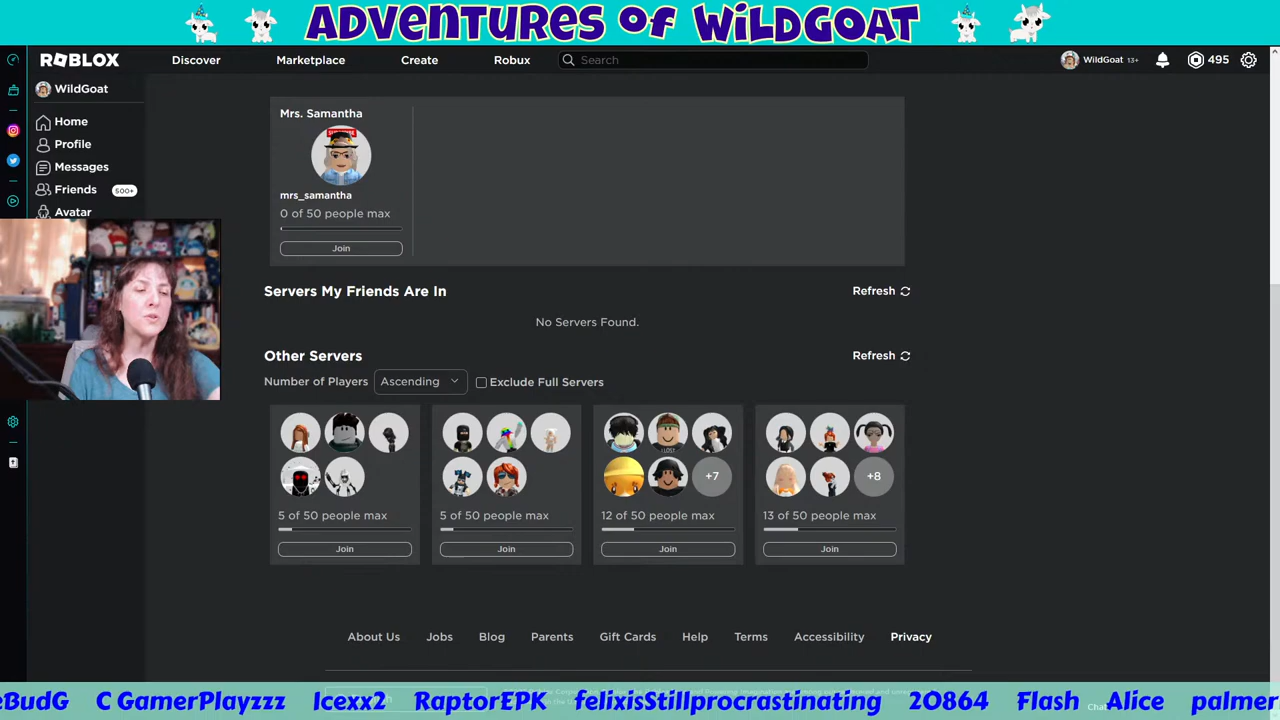 ADVENTURES OF WILDGOAT
ROBLOX
Discover
Marketplace
Create
Robux
Search
WildGoat 13+
495
WildGoat
Home
Profile
Messages
Friends 500+
Avatar
Mrs. Samantha
mrs_samantha
0 of 50 people max
Join
Servers My Friends Are In
Refresh
No Servers Found.
Other Servers
Refresh
Number of Players
Ascending
Exclude Full Servers
+7
+8
5 of 50 people max
5 of 50 people max
12 of 50 people max
13 of 50 people max
Join
Join
Join
Join
About Us
Jobs
Blog
Parents
Gift Cards
Help
Terms
Accessibility
Privacy
eBudG C GamerPlayzzz Icexx2 RaptorEPK felixisStillprocrastinating 20864 Flash Alice palmer